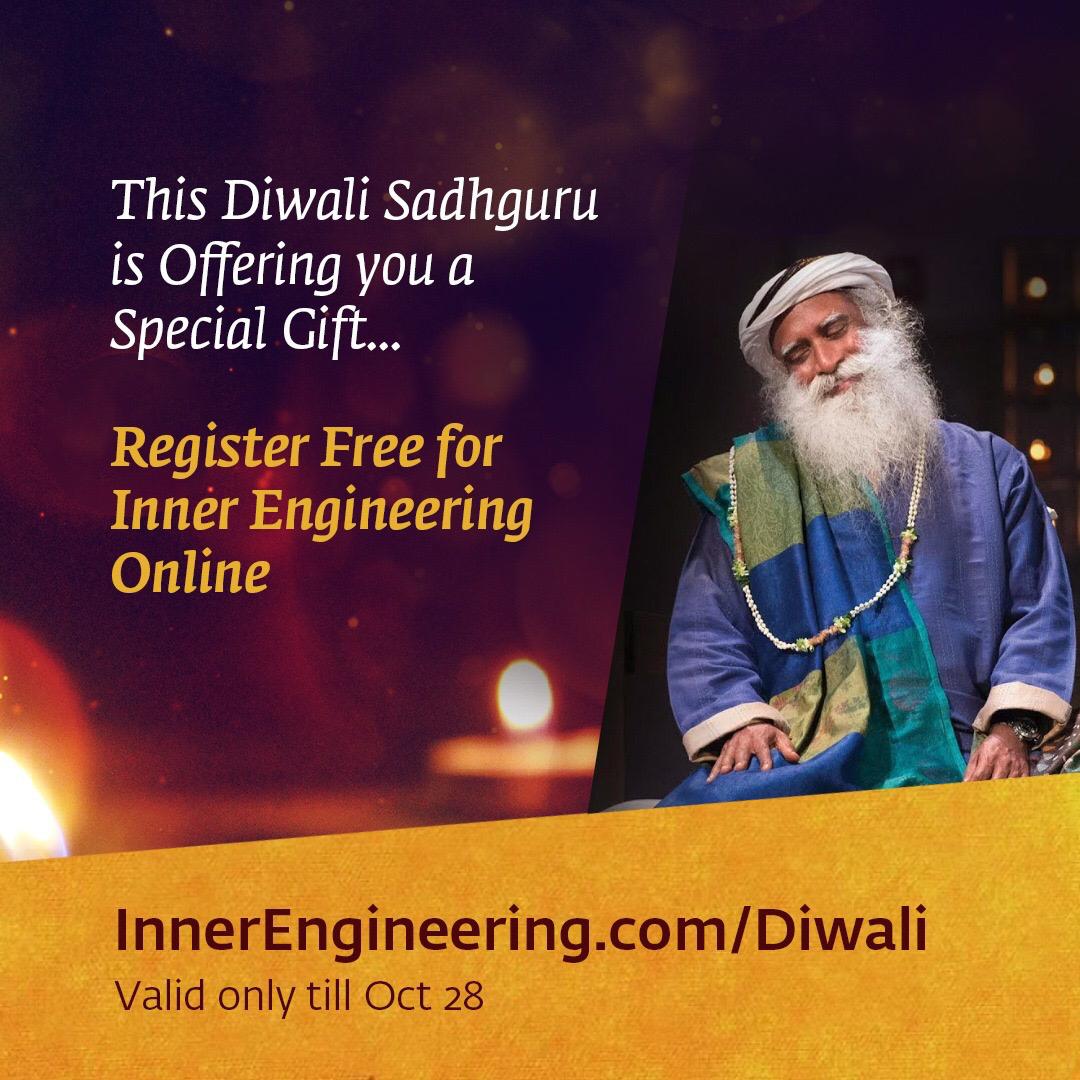 This Diwali Sadhguru
is Offering you a
Special Gift...
Register Free for
Inner Engineering
Online
InnerEngineering.com/Diwali
Valid only till Oct 28